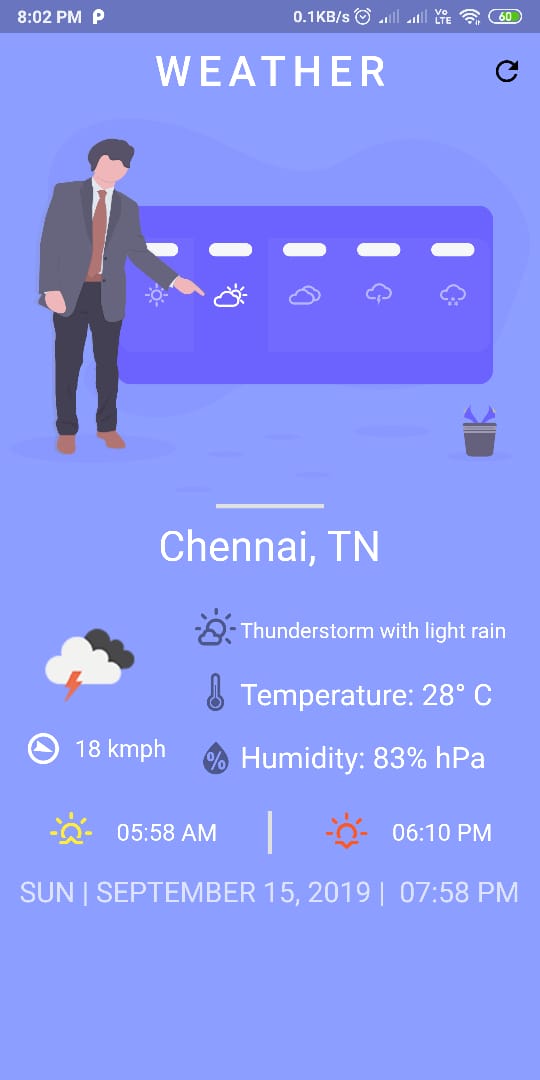 8:02 PM P 0.1KB/s Vo LTE 60
WEATHER
Chennai, TN
Thunderstorm with light rain
Temperature: 28° C
18 kmph
% Humidity: 83% hPa
05:58 AM | 06:10 PM
SUN | SEPTEMBER 15, 2019 | 07:58 PM